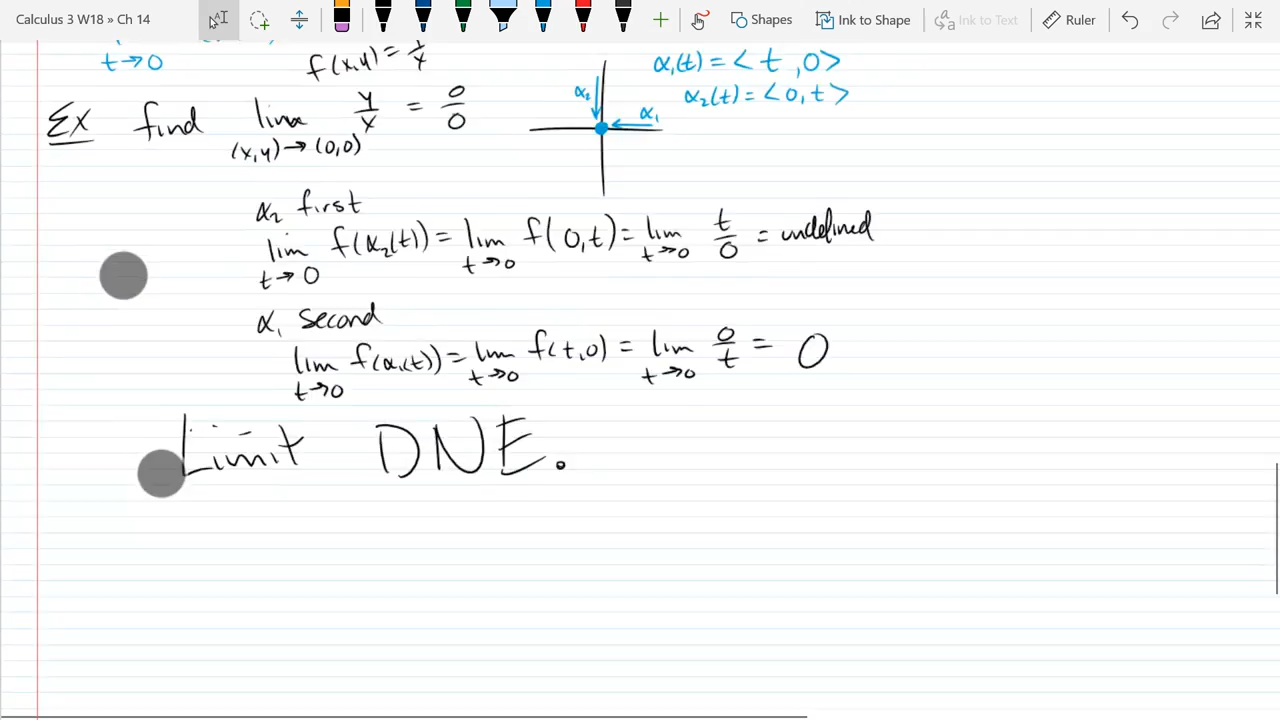 Calculus 3 W18 » Ch 14
Shapes
Ink to Shape
Ink to Text
Ruler
t→0
f(x,y)= y/x
α₁(t) = < t , 0>
α₂(t) = < 0, t >
Ex find lim (x,y)→(0,0) y/x = 0/0
α₂
α₁
α₂ first
lim t→0 f(α₂(t)) = lim t→0 f(0,t) = lim t→0 t/0 = undefined
α₁ second
lim t→0 f(α₁(t)) = lim t→0 f(t,0) = lim t→0 0/t = 0
Limit DNE.